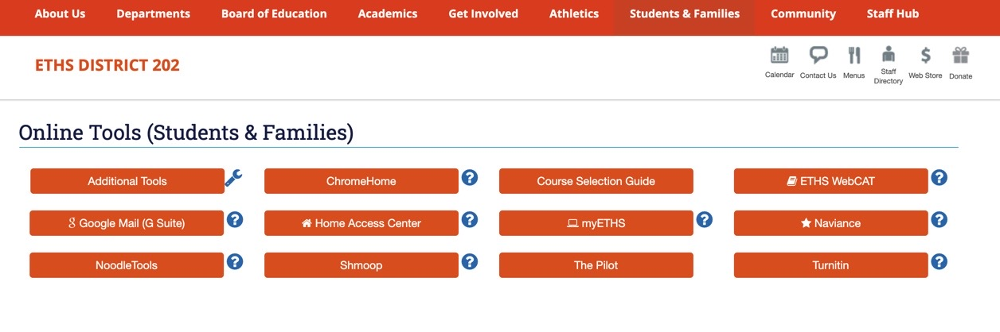 About Us Departments Board of Education Academics Get Involved Athletics Students & Families Community Staff Hub
ETHS DISTRICT 202
Calendar Contact Us Menus Staff Directory Web Store Donate
Online Tools (Students & Families)
Additional Tools ChromeHome Course Selection Guide ETHS WebCAT
Google Mail (G Suite) Home Access Center myETHS Naviance
NoodleTools Shmoop The Pilot Turnitin